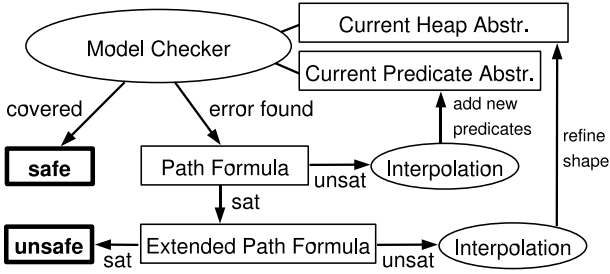 Current Heap Abstr.
Model Checker
Current Predicate Abstr.
covered
error found
add new
predicates
refine
shape
safe
Path Formula
unsat
Interpolation
sat
unsafe
sat
Extended Path Formula
unsat
Interpolation